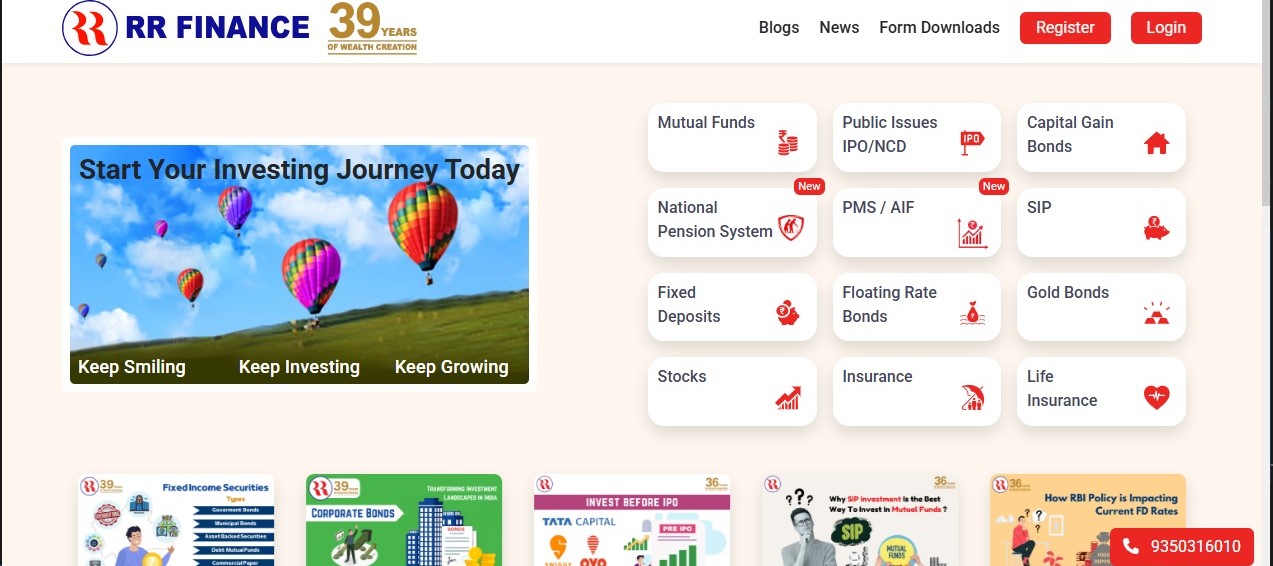 RR FINANCE
39 YEARS
OF WEALTH CREATION
Blogs
News
Form Downloads
Register
Login
Start Your Investing Journey Today
Keep Smiling
Keep Investing
Keep Growing
Mutual Funds
Public Issues
IPO/NCD
IPO
Capital Gain
Bonds
New
National
Pension System
New
PMS / AIF
SIP
Fixed
Deposits
Floating Rate
Bonds
Gold Bonds
Stocks
Insurance
Life
Insurance
39
Fixed Income Securities
Types
Goverment Bonds
Municipal Bonds
Asset Backed Securities
Debt Mutual Funds
Commercial Paper
39
TRANSFORMING INVESTMENT
LANDSCAPES IN INDIA
CORPORATE BONDS
BONDS
36
INVEST BEFORE IPO
TATA CAPITAL
PRE IPO
SWIGGY
OYO
36
Why SIP Investment Is the Best
Way To Invest in Mutual Funds ?
SIP
MUTUAL
FUNDS
36
How RBI Policy is Impacting
Current FD Rates
9350316010